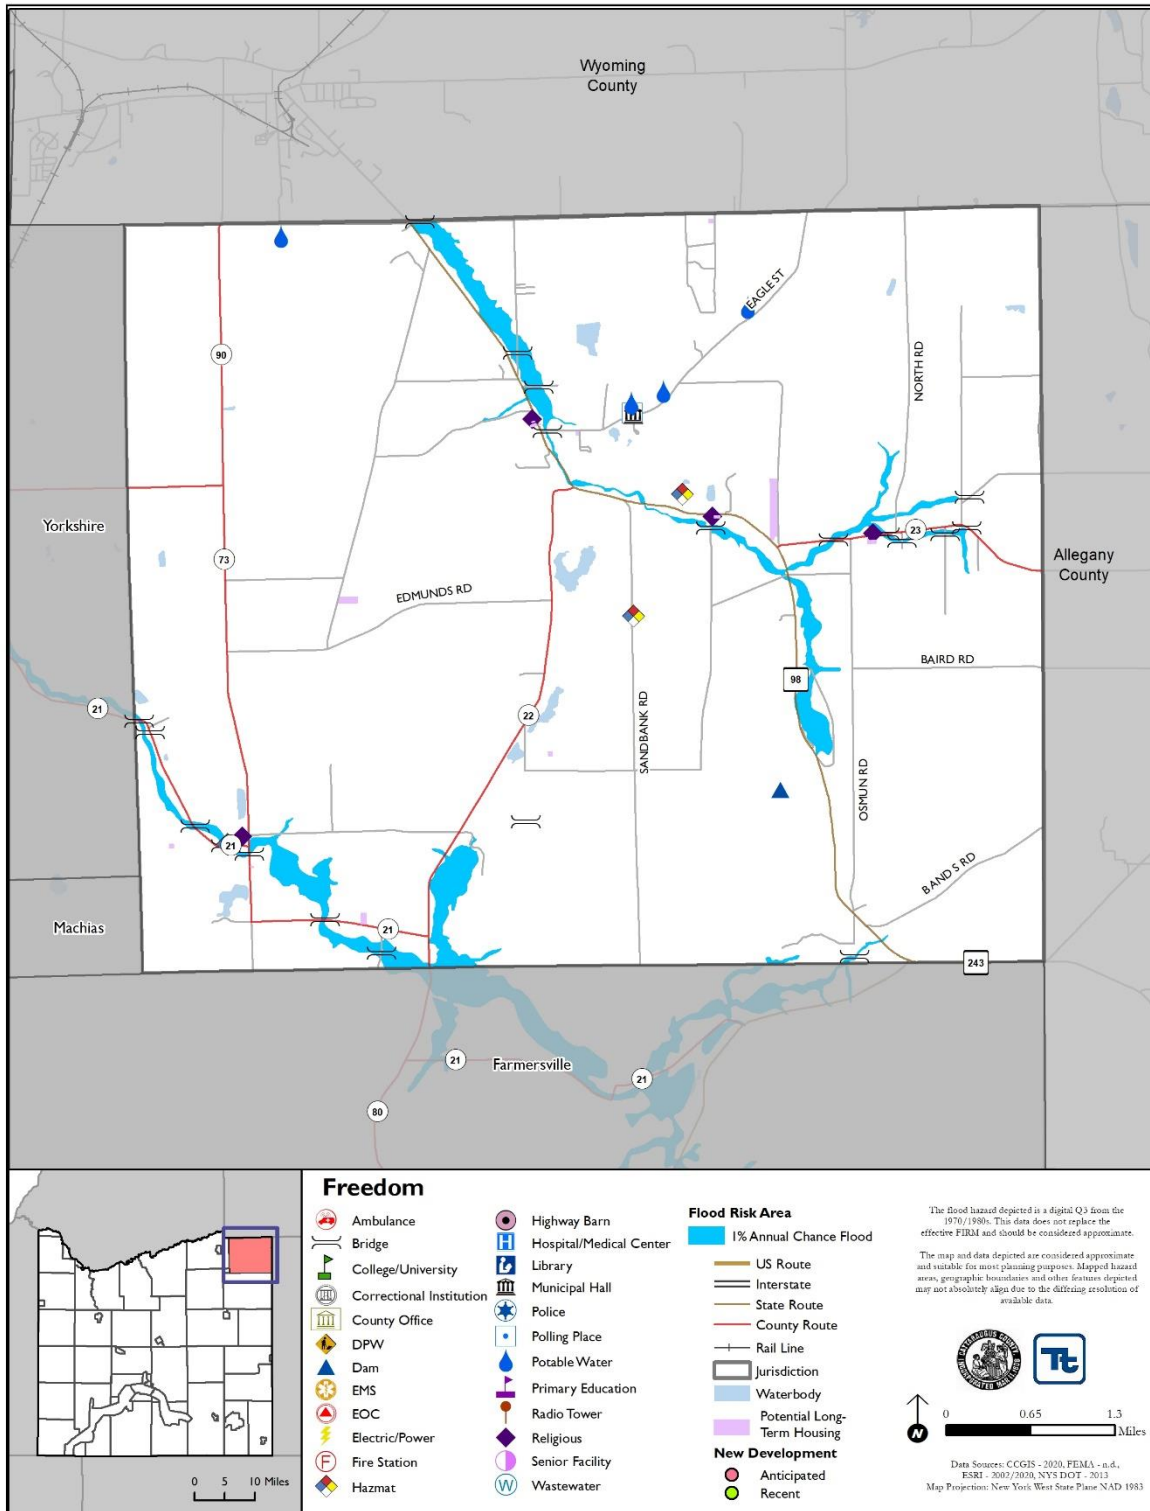 Wyoming
County
EAGLE ST
90
NORTH RD
Yorkshire
23
Allegany
County
73
EDMUNDS RD
BAIRD RD
98
21
22
SANDBANK RD
OSMUN RD
21
BAND S RD
Machias
21
243
21
Farmersville
21
80
0 5 10 Miles
Freedom
Ambulance
Bridge
College/University
Correctional Institution
County Office
DPW
Dam
EMS
EOC
Electric/Power
F Fire Station
Hazmat
Highway Barn
H Hospital/Medical Center
Library
Municipal Hall
Police
Polling Place
Potable Water
Primary Education
Radio Tower
Religious
Senior Facility
W Wastewater
Flood Risk Area
1% Annual Chance Flood
US Route
Interstate
State Route
County Route
Rail Line
Jurisdiction
Waterbody
Potential Long-
Term Housing
New Development
Anticipated
Recent
The flood hazard depicted is a digital Q3 from the
1970/1980s. This data does not replace the
effective FIRM and should be considered approximate.
The map and data depicted are considered approximate
and suitable for most planning purposes. Mapped hazard
areas, geographic boundaries and other features depicted
may not absolutely align due to the differing resolution of
available data.
Tt
N
0 0.65 1.3
Miles
Data Sources: CCGIS - 2020, FEMA - n.d.,
ESRI - 2002/2020, NYS DOT - 2013
Map Projection: New York West State Plane NAD 1983